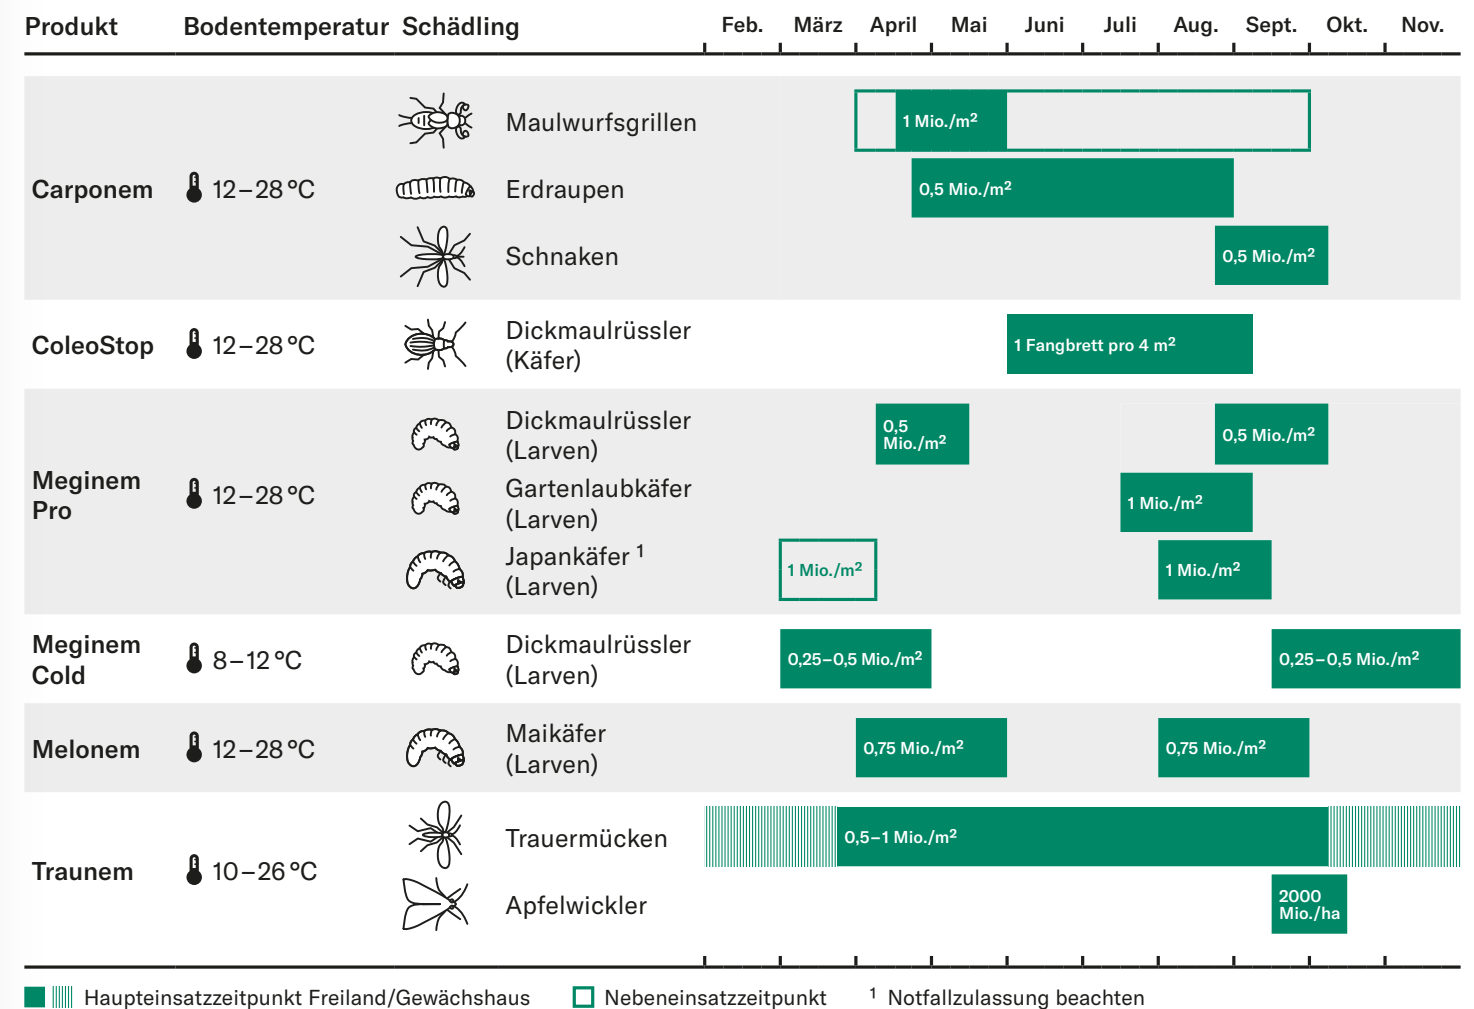 Produkt Bodentemperatur Schädling Feb. März April Mai Juni Juli Aug. Sept. Okt. Nov.
Carponem 12–28 °C
Maulwurfsgrillen 1 Mio./m²
Erdraupen 0,5 Mio./m²
Schnaken 0,5 Mio./m²
ColeoStop 12–28 °C
Dickmaulrüssler
(Käfer)
1 Fangbrett pro 4 m²
Meginem
Pro
12–28 °C
Dickmaulrüssler
(Larven)
0,5
Mio./m²
0,5 Mio./m²
Gartenlaubkäfer
(Larven)
1 Mio./m²
Japankäfer ¹
(Larven)
1 Mio./m² 1 Mio./m²
Meginem
Cold
8–12 °C
Dickmaulrüssler
(Larven)
0,25–0,5 Mio./m² 0,25–0,5 Mio./m²
Melonem 12–28 °C
Maikäfer
(Larven)
0,75 Mio./m² 0,75 Mio./m²
Traunem 10–26 °C
Trauermücken 0,5–1 Mio./m²
Apfelwickler
2000
Mio./ha
Haupteinsatzzeitpunkt Freiland/Gewächshaus Nebeneinsatzzeitpunkt ¹ Notfallzulassung beachten